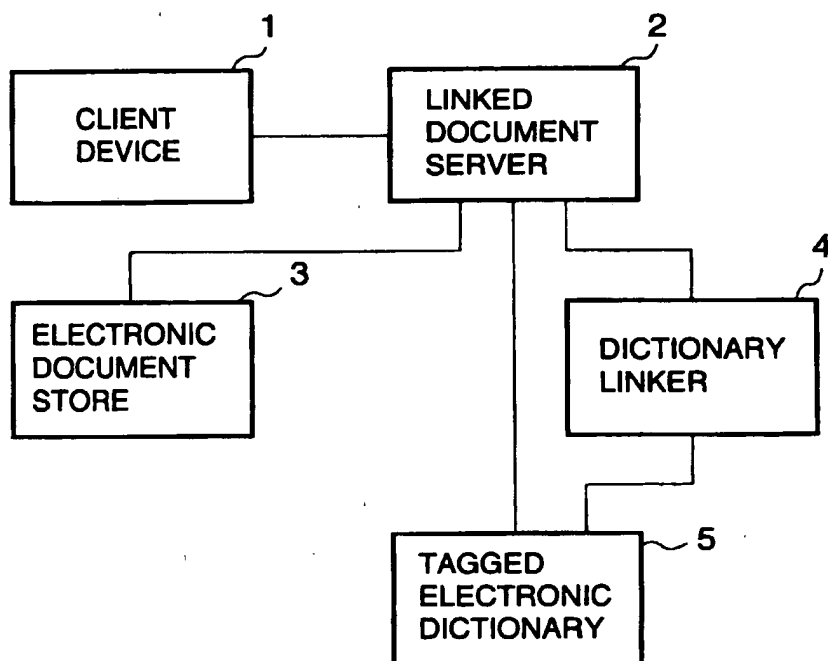 1
CLIENT
DEVICE
2
LINKED
DOCUMENT
SERVER
3
ELECTRONIC
DOCUMENT
STORE
4
DICTIONARY
LINKER
5
TAGGED
ELECTRONIC
DICTIONARY